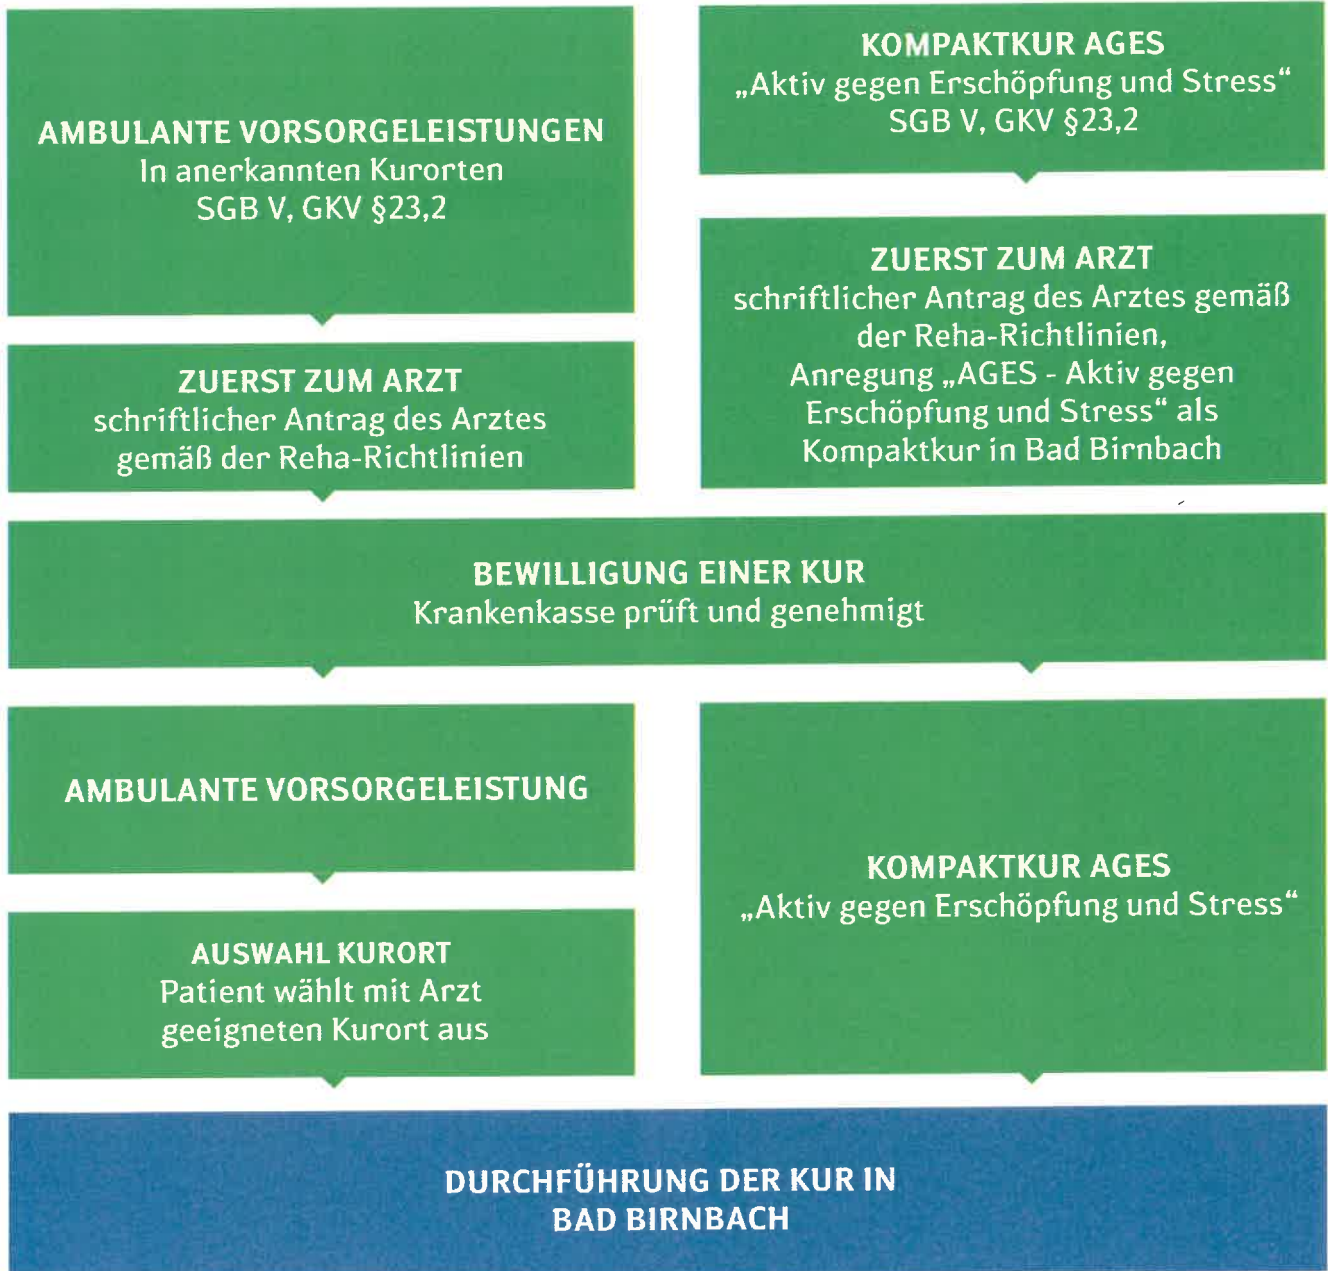 AMBULANTE VORSORGELEISTUNGEN
In anerkannten Kurorten
SGB V, GKV §23,2
ZUERST ZUM ARZT
schriftlicher Antrag des Arztes
gemäß der Reha-Richtlinien
KOMPAKTKUR AGES
„Aktiv gegen Erschöpfung und Stress“
SGB V, GKV §23,2
ZUERST ZUM ARZT
schriftlicher Antrag des Arztes gemäß
der Reha-Richtlinien,
Anregung „AGES - Aktiv gegen
Erschöpfung und Stress“ als
Kompaktkur in Bad Birnbach
BEWILLIGUNG EINER KUR
Krankenkasse prüft und genehmigt
AMBULANTE VORSORGELEISTUNG
AUSWAHL KURORT
Patient wählt mit Arzt
geeigneten Kurort aus
KOMPAKTKUR AGES
„Aktiv gegen Erschöpfung und Stress“
DURCHFÜHRUNG DER KUR IN
BAD BIRNBACH